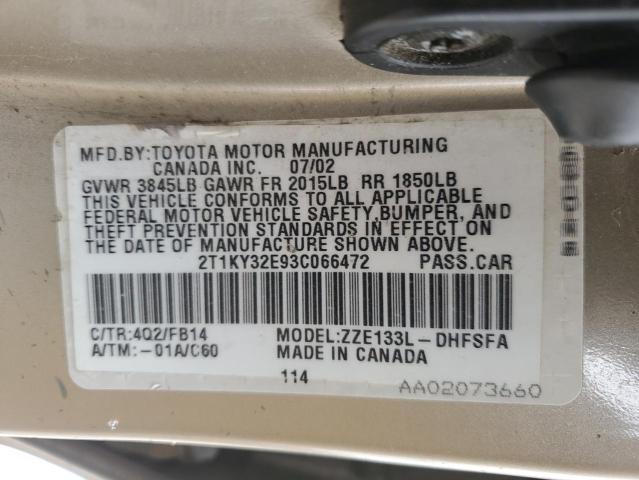 MFD.BY:TOYOTA MOTOR MANUFACTURING
CANADA INC. 07/02
GVWR 3845LB GAWR FR 2015LB RR 1850LB
THIS VEHICLE CONFORMS TO ALL APPLICABLE
FEDERAL MOTOR VEHICLE SAFETY,BUMPER, AND
THEFT PREVENTION STANDARDS IN EFFECT ON
THE DATE OF MANUFACTURE SHOWN ABOVE.
2T1KY32E93C066472 PASS.CAR
C/TR:4Q2/FB14 MODEL:ZZE133L-DHFSFA
A/TM:-01A/C60 MADE IN CANADA
114
AA02073660